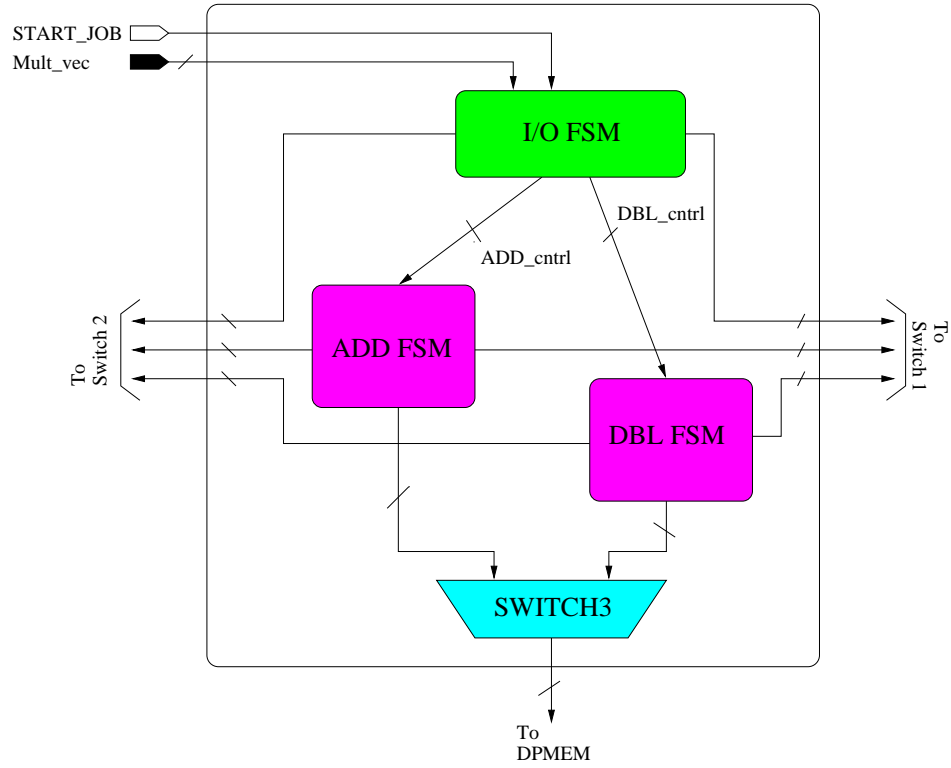 START_JOB
Mult_vec
I/O FSM
DBL_cntrl
ADD_cntrl
To
Switch 2
ADD FSM
To
Switch 1
DBL FSM
SWITCH3
To
DPMEM